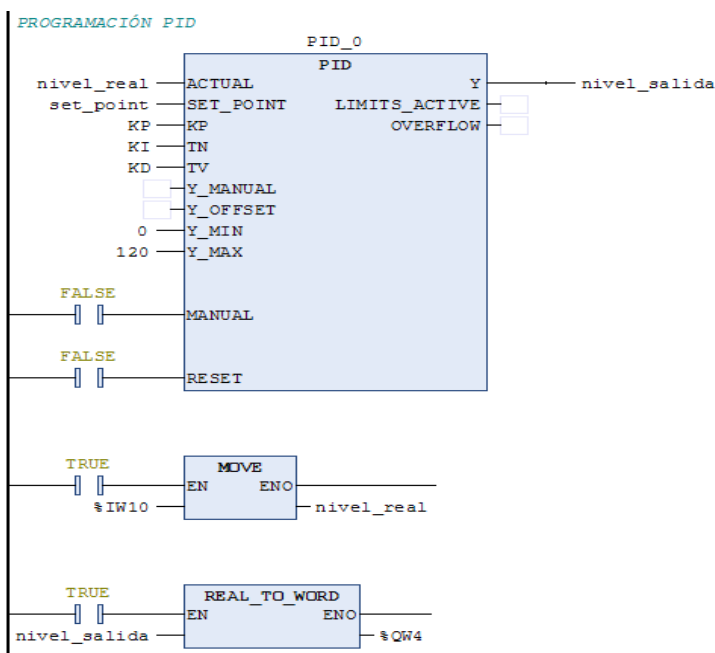 PROGRAMACIÓN PID
PID_0
PID
nivel_real ACTUAL Y nivel_salida
set_point SET_POINT LIMITS_ACTIVE
KP KP OVERFLOW
KI TN
KD TV
Y_MANUAL
Y_OFFSET
0 Y_MIN
120 Y_MAX
FALSE
MANUAL
FALSE
RESET
TRUE MOVE
EN ENO
%IW10 nivel_real
TRUE REAL_TO_WORD
EN ENO
nivel_salida %QW4